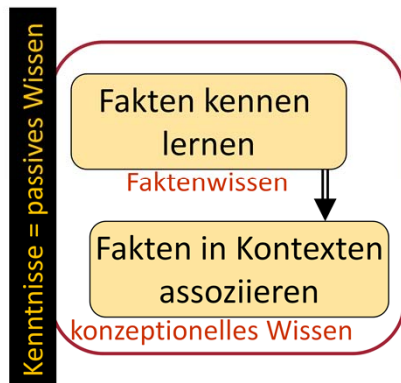 Kenntnisse = passives Wissen
Fakten kennen
lernen
Faktenwissen
Fakten in Kontexten
assoziieren
konzeptionelles Wissen